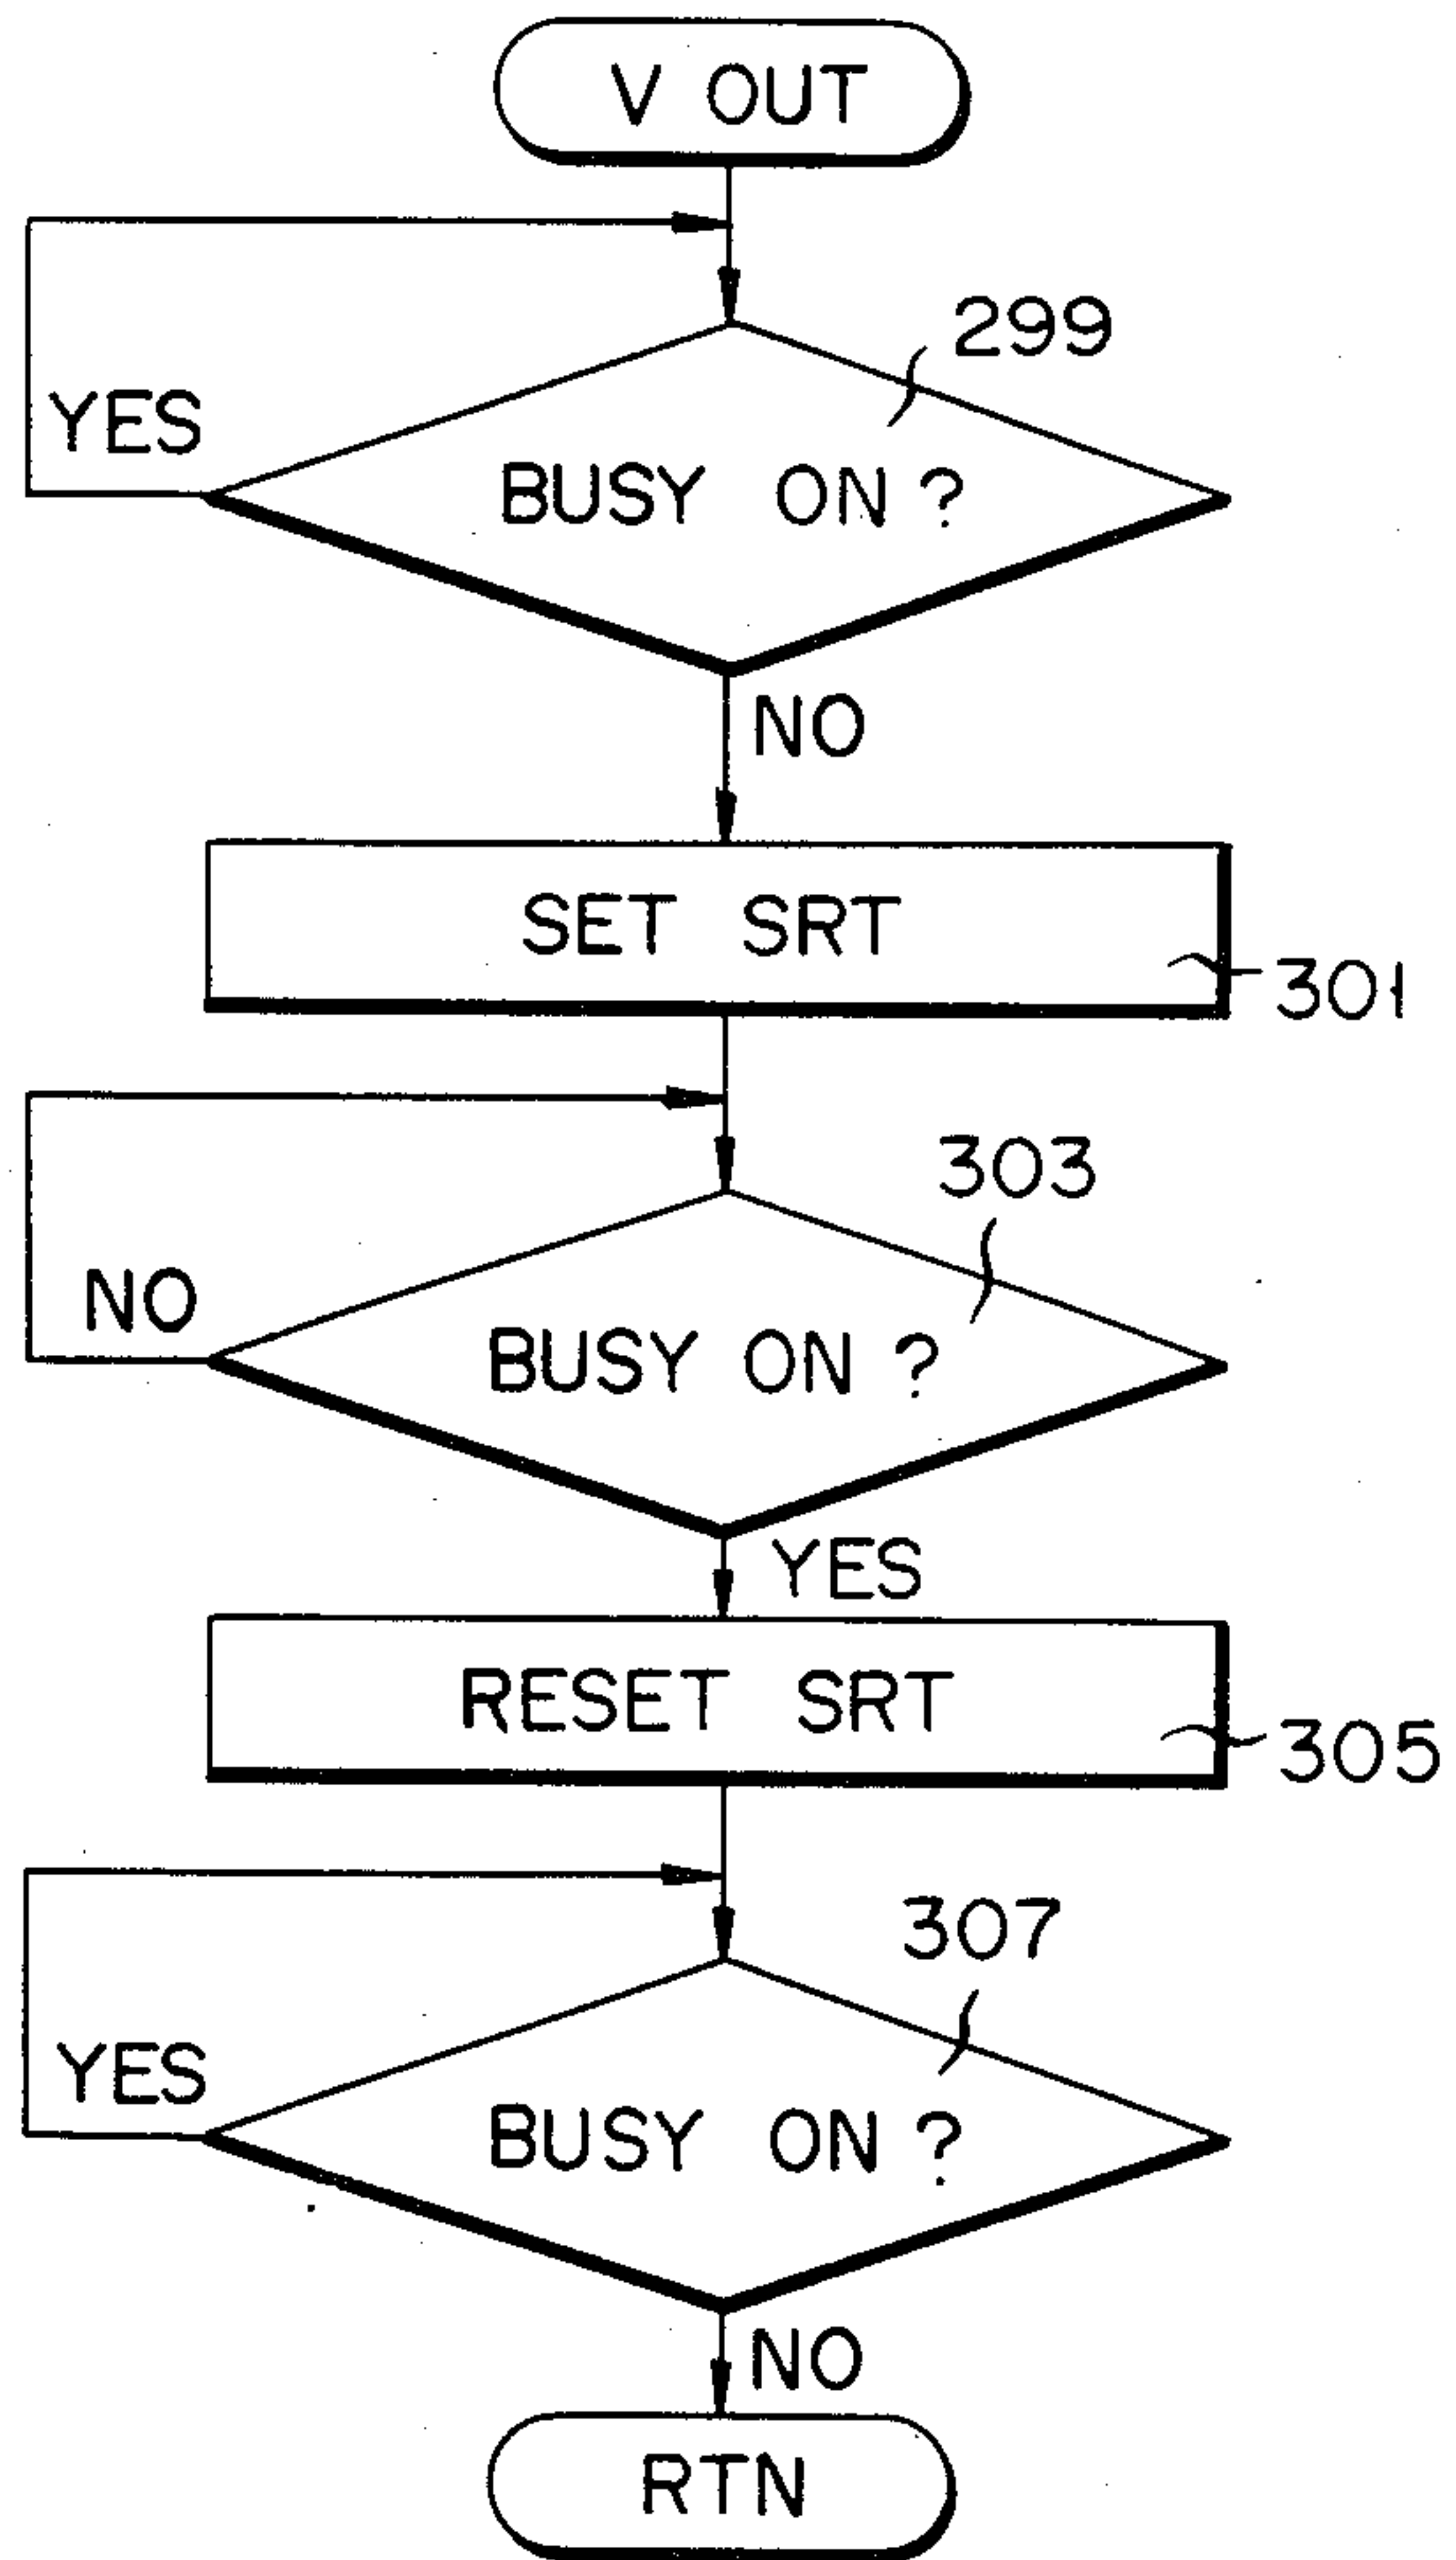 V OUT
299
YES
BUSY ON ?
NO
SET SRT
301
303
NO
BUSY ON ?
YES
RESET SRT
305
307
YES
BUSY ON ?
NO
RTN